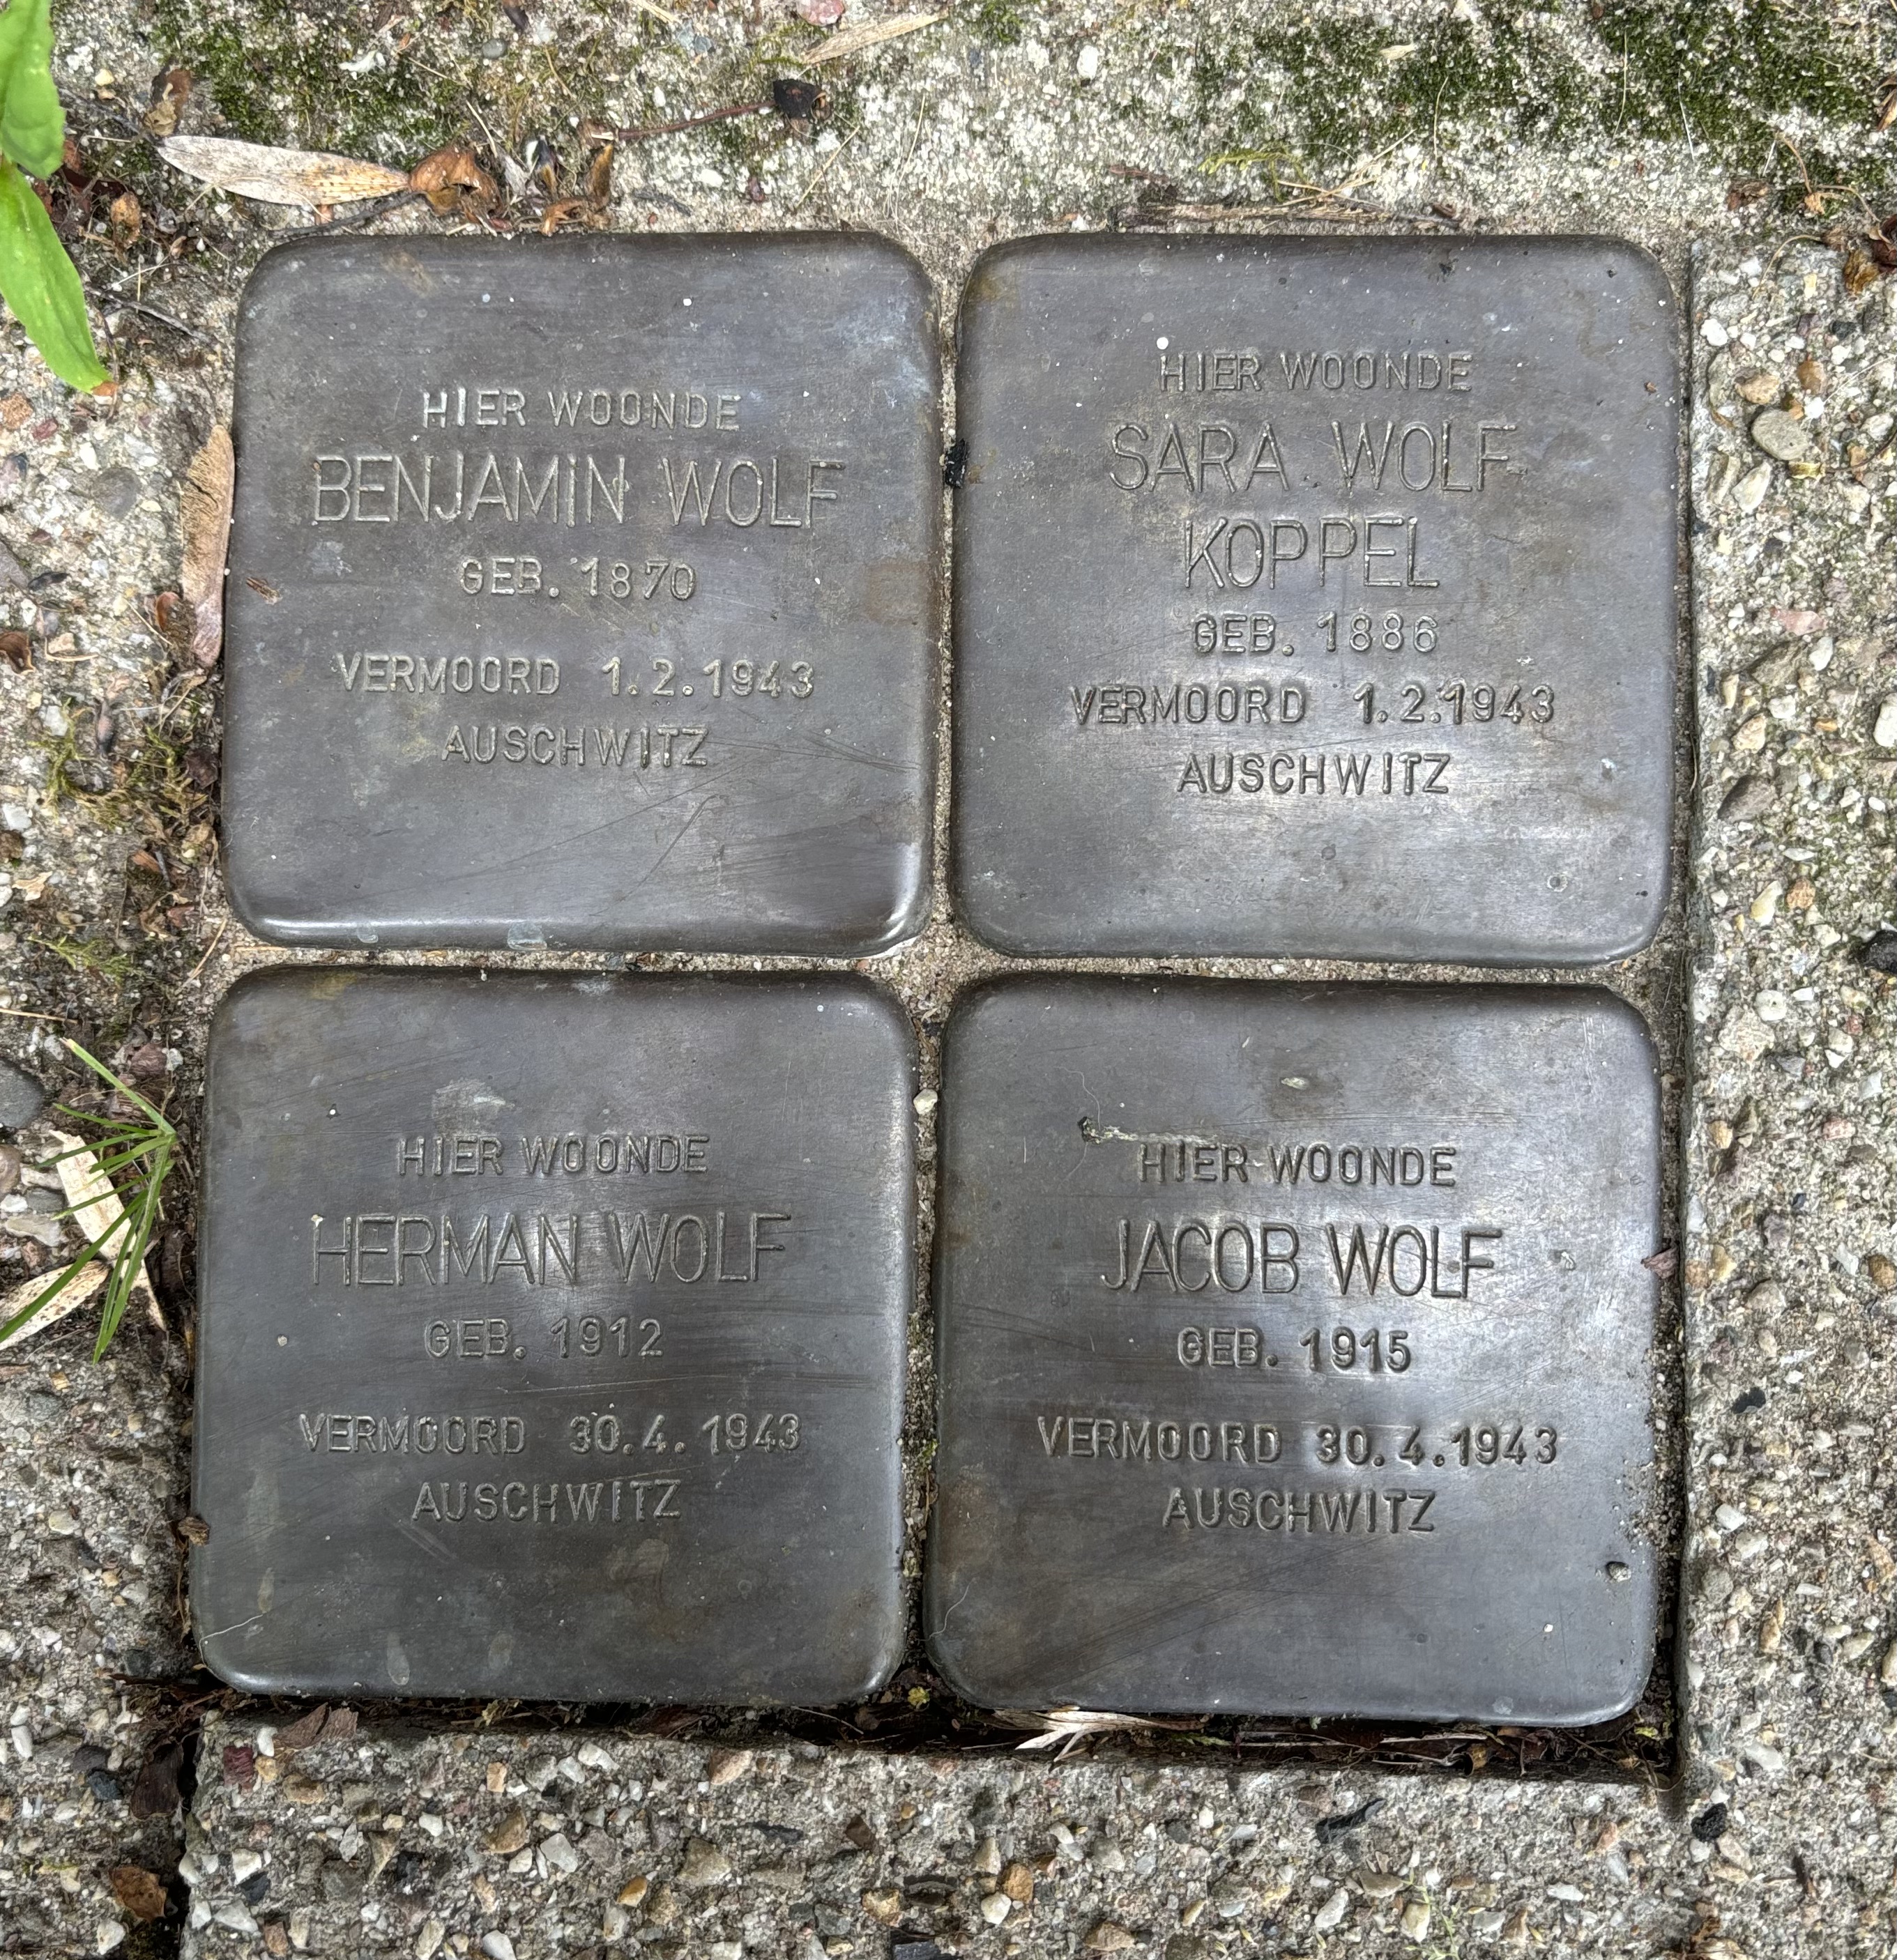 HIER WOONDE
BENJAMIN WOLF
GEB. 1870
VERMOORD 1.2.1943
AUSCHWITZ
HIER WOONDE
SARA WOLF
KOPPEL
GEB. 1886
VERMOORD 1.2.1943
AUSCHWITZ
HIER WOONDE
HERMAN WOLF
GEB. 1912
VERMOORD 30.4.1943
AUSCHWITZ
HIER WOONDE
JACOB WOLF
GEB. 1915
VERMOORD 30.4.1943
AUSCHWITZ